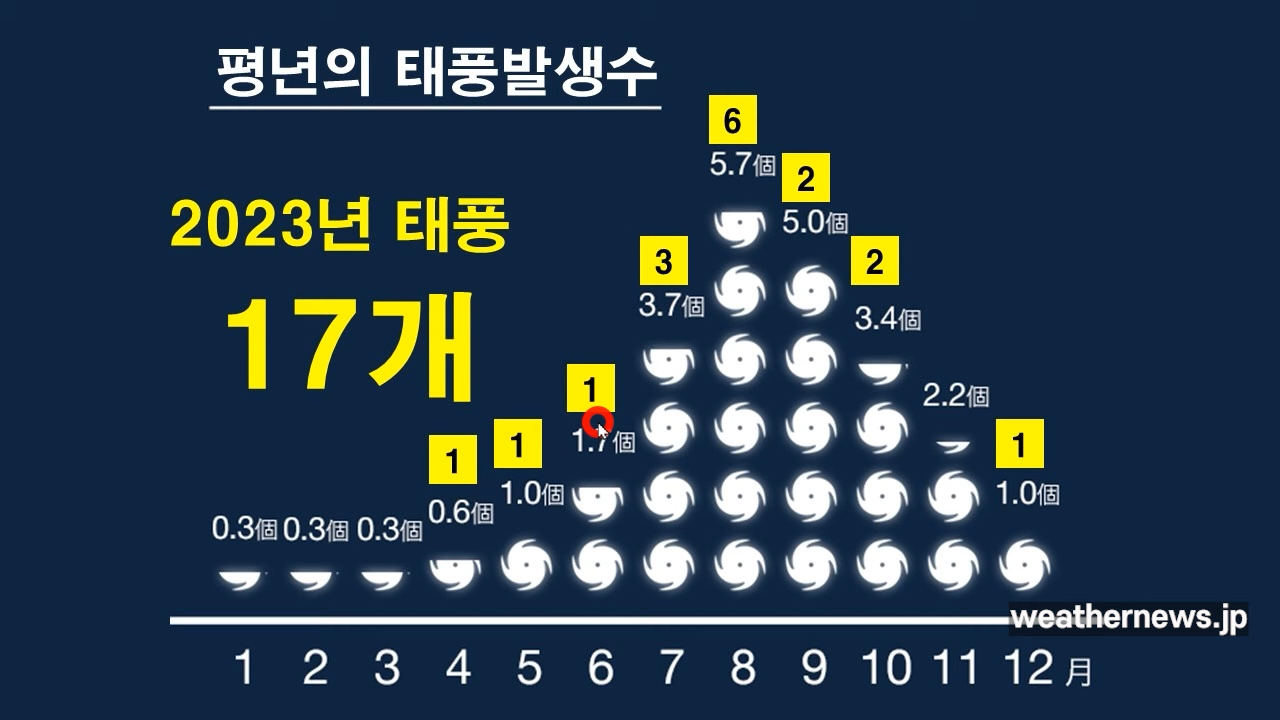 평년의 태풍발생수
2023년 태풍
17개
6
5.7個
2
5.0個
3
3.7個
2
3.4個
1
1.7個
2.2個
1
0.6個
1
1.0個
1
1.0個
0.3個 0.3個 0.3個
weathernews.jp
1 2 3 4 5 6 7 8 9 10 11 12 月